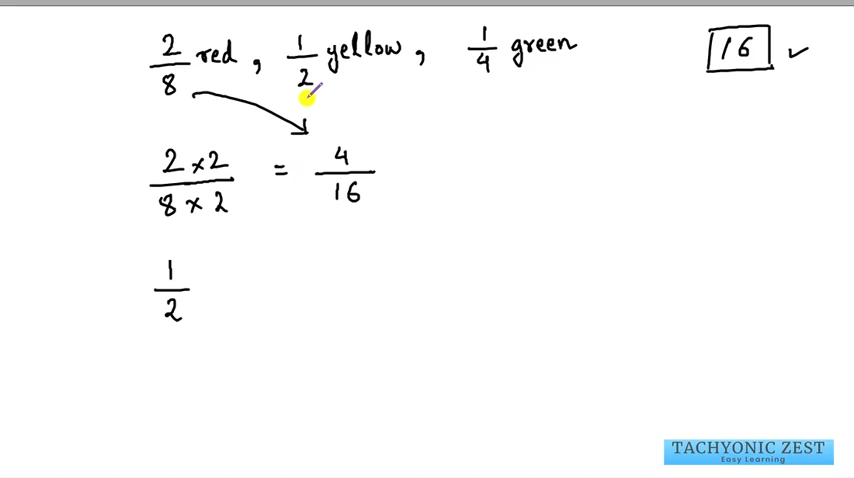 2/8 red, 1/2 yellow, 1/4 green 16 ✓
2×2/8×2 = 4/16
1/2
TACHYONIC ZEST
Easy Learning